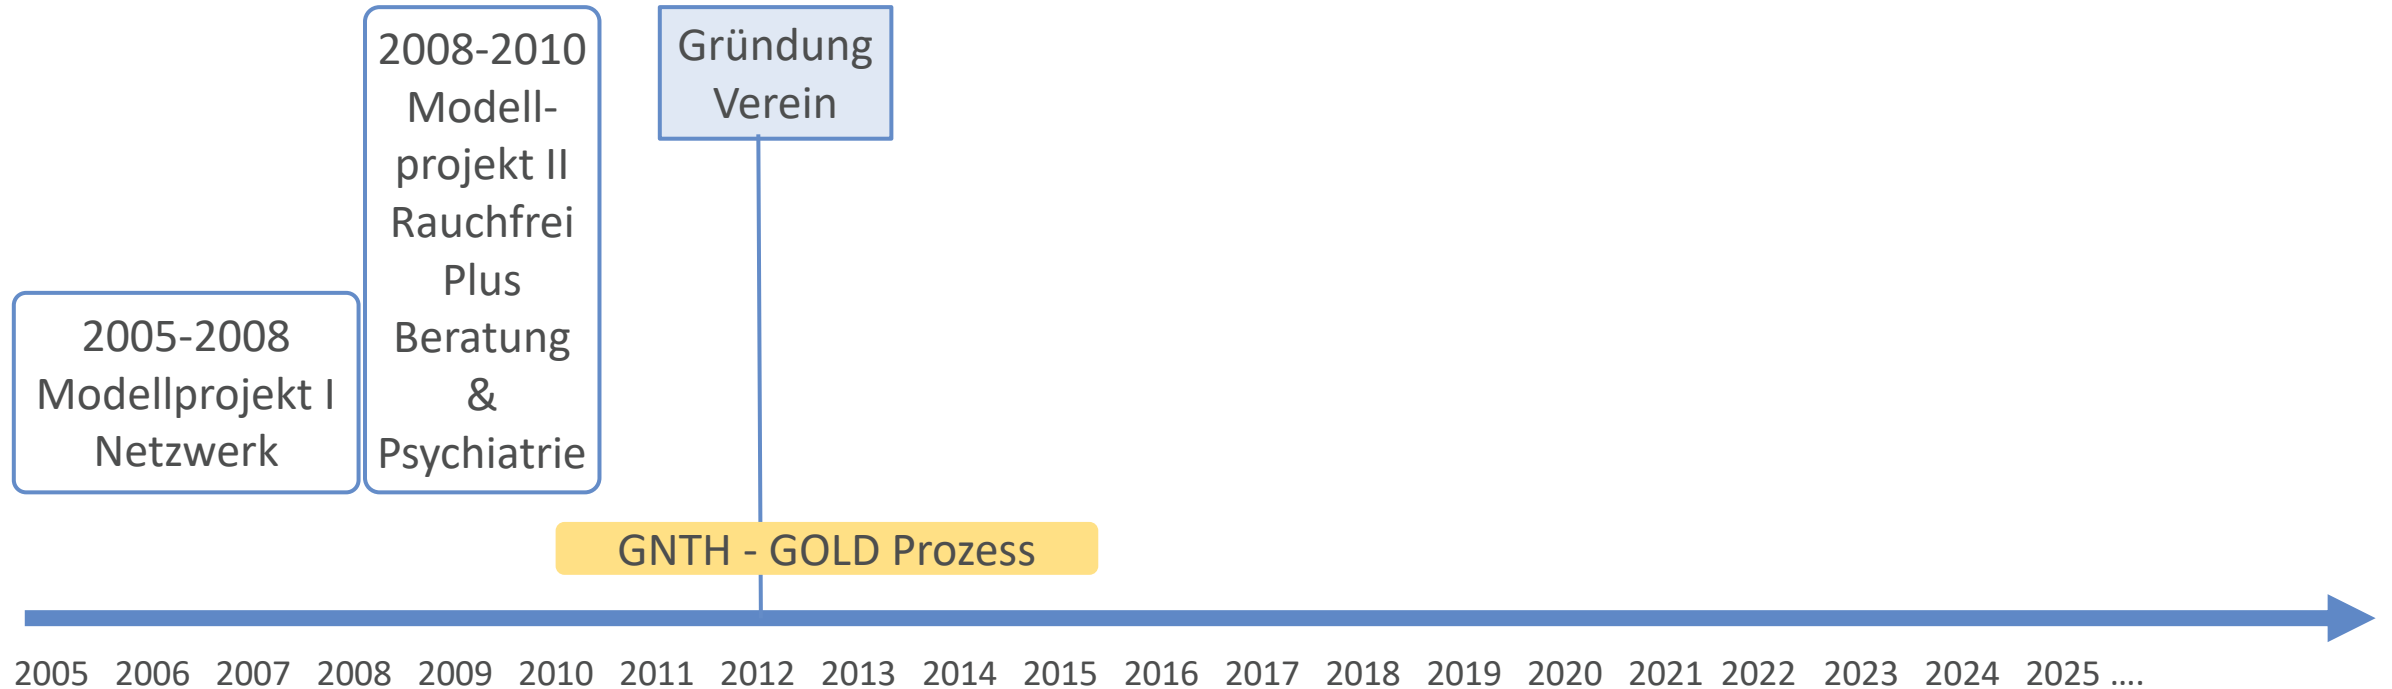 2005-2008
Modellprojekt I
Netzwerk
2008-2010
Modell-
projekt II
Rauchfrei
Plus
Beratung
&
Psychiatrie
Gründung
Verein
GNTH - GOLD Prozess
2005 2006 2007 2008 2009 2010 2011 2012 2013 2014 2015 2016 2017 2018 2019 2020 2021 2022 2023 2024 2025 ....